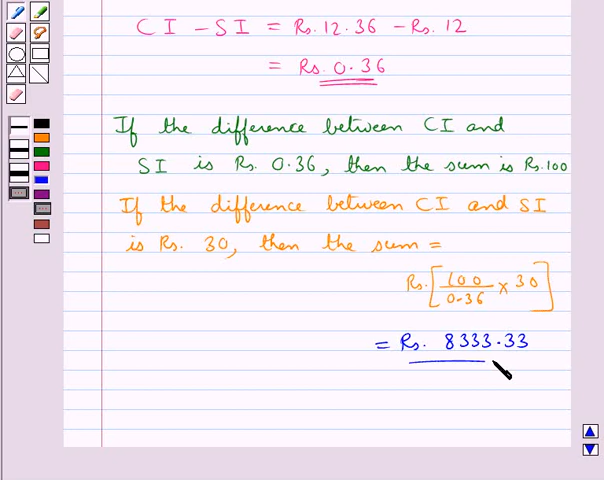 CI - SI = Rs. 12.36 - Rs. 12
= Rs. 0.36
If the difference between CI and
SI is Rs. 0.36, then the sum is Rs. 100
If the difference between CI and SI
is Rs. 30, then the sum =
Rs. [100/0.36 × 30]
= Rs. 8333.33